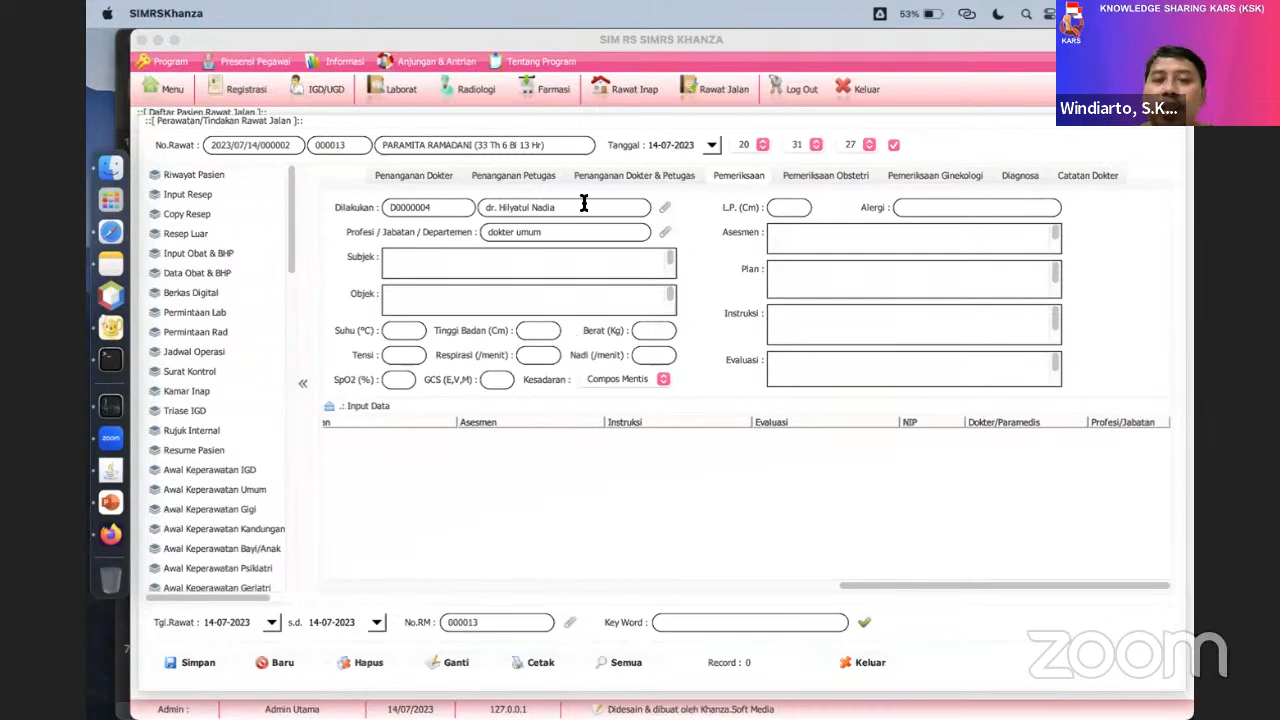 SIMRSKhanza
53%
KNOWLEDGE SHARING KARS (KSK)
KARS
Windiarto, S.K...
SIM RS SIMRS KHANZA
Program Presensi Pegawai Informasi Anjungan & Antrian Tentang Program
Menu Registrasi IGD/UGD Laborat Radiologi Farmasi Rawat Inap Rawat Jalan Log Out Keluar
::[ Daftar Pasien Rawat Jalan ]::
::[ Perawatan/Tindakan Rawat Jalan ]::
No.Rawat : 2023/07/14/000002 000013 PARAMITA RAMADANI (33 Th 6 Bl 13 Hr) Tanggal : 14-07-2023 20 31 27
Riwayat Pasien
Input Resep
Copy Resep
Resep Luar
Input Obat & BHP
Data Obat & BHP
Berkas Digital
Permintaan Lab
Permintaan Rad
Jadwal Operasi
Surat Kontrol
Kamar Inap
Triase IGD
Rujuk Internal
Resume Pasien
Awal Keperawatan IGD
Awal Keperawatan Umum
Awal Keperawatan Gigi
Awal Keperawatan Kandungan
Awal Keperawatan Bayi/Anak
Awal Keperawatan Psikiatri
Awal Keperawatan Geriatri
Penanganan Dokter Penanganan Petugas Penanganan Dokter & Petugas Pemeriksaan Pemeriksaan Obstetri Pemeriksaan Ginekologi Diagnosa Catatan Dokter
Dilakukan : D0000004 dr. Hilyatul Nadia L.P. (Cm) : Alergi :
Profesi / Jabatan / Departemen : dokter umum Asesmen :
Subjek : Plan :
Objek : Instruksi :
Suhu (°C) : Tinggi Badan (Cm) : Berat (Kg) :
Tensi : Respirasi (/menit) : Nadi (/menit) : Evaluasi :
SpO2 (%) : GCS (E,V,M) : Kesadaran : Compos Mentis
«
.: Input Data
an Asesmen Instruksi Evaluasi NIP Dokter/Paramedis Profesi/Jabatan
Tgl.Rawat : 14-07-2023 s.d. 14-07-2023 No.RM : 000013 Key Word :
Simpan Baru Hapus Ganti Cetak Semua Record : 0 Keluar
Admin : Admin Utama 14/07/2023 127.0.0.1 Didesain & dibuat oleh Khanza.Soft Media
zoom
zoom